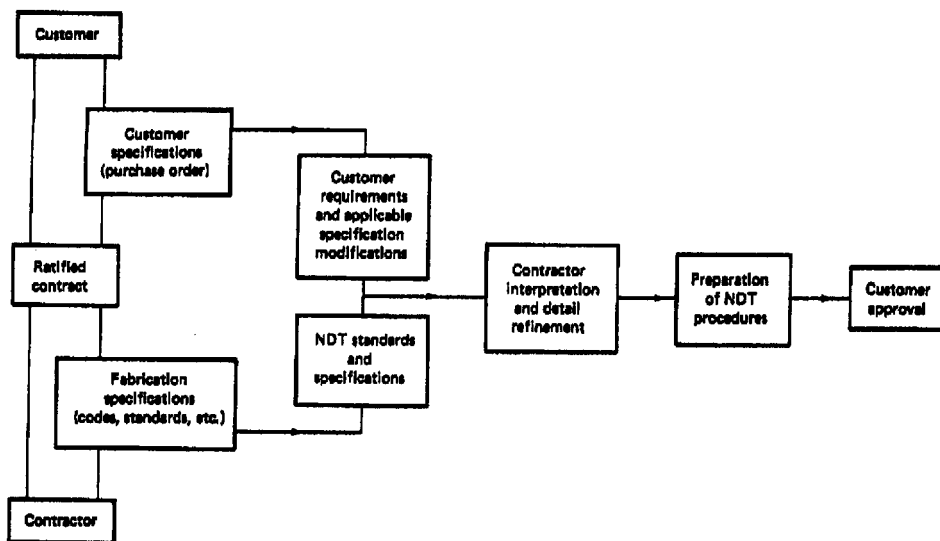 Customer
Customer
specifications
(purchase order)
Customer
requirements
and applicable
specification
modifications
Ratified
contract
Contractor
interpretation
and detail
refinement
Preparation
of NDT
procedures
Customer
approval
NDT standards
and
specifications
Fabrication
specifications
(codes, standards, etc.)
Contractor